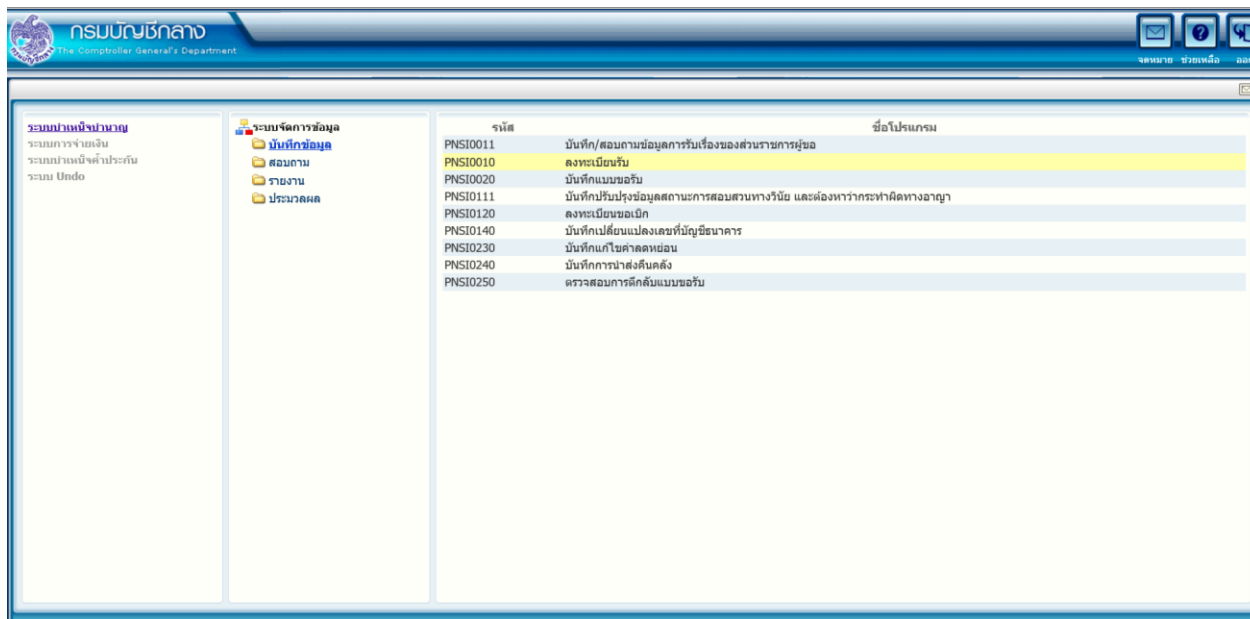 กรมบัญชีกลาง
The Comptroller General's Department
จดหมาย ช่วยเหลือ
ระบบบำเหน็จบำนาญ
ระบบการจ่ายเงิน
ระบบบำเหน็จค้ำประกัน
ระบบ Undo
ระบบจัดการข้อมูล
บันทึกข้อมูล
สอบถาม
รายงาน
ประมวลผล
รหัส ชื่อโปรแกรม
PNSI0011 บันทึก/สอบถามข้อมูลการรับเรื่องของส่วนราชการผู้ขอ
PNSI0010 ลงทะเบียนรับ
PNSI0020 บันทึกแบบขอรับ
PNSI0111 บันทึกปรับปรุงข้อมูลสถานะการสอบสวนทางวินัย และต้องหาว่ากระทำผิดทางอาญา
PNSI0120 ลงทะเบียนขอเบิก
PNSI0140 บันทึกเปลี่ยนแปลงเลขที่บัญชีธนาคาร
PNSI0230 บันทึกแก้ไขค่าลดหย่อน
PNSI0240 บันทึกการนำส่งคืนคลัง
PNSI0250 ตรวจสอบการตีกลับแบบขอรับ